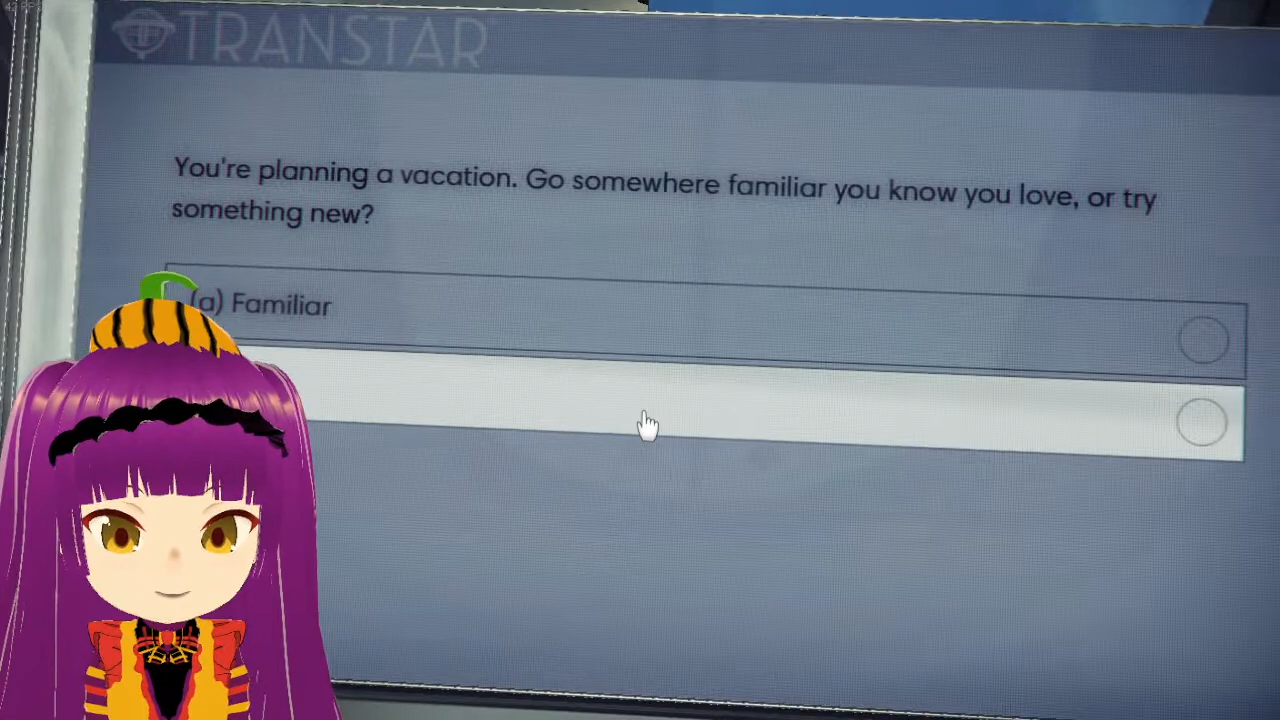 TRANSTAR
You're planning a vacation. Go somewhere familiar you know you love, or try
something new?
(a) Familiar